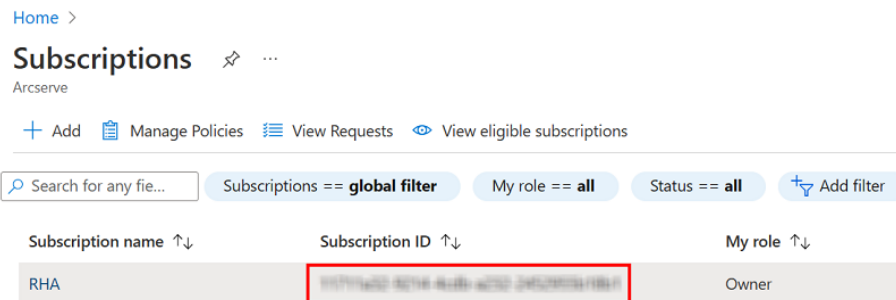 Home >
Subscriptions ...
Arcserve
+ Add Manage Policies View Requests View eligible subscriptions
Search for any fie... Subscriptions == global filter My role == all Status == all Add filter
Subscription name ↑↓ Subscription ID ↑↓ My role ↑↓
RHA Owner